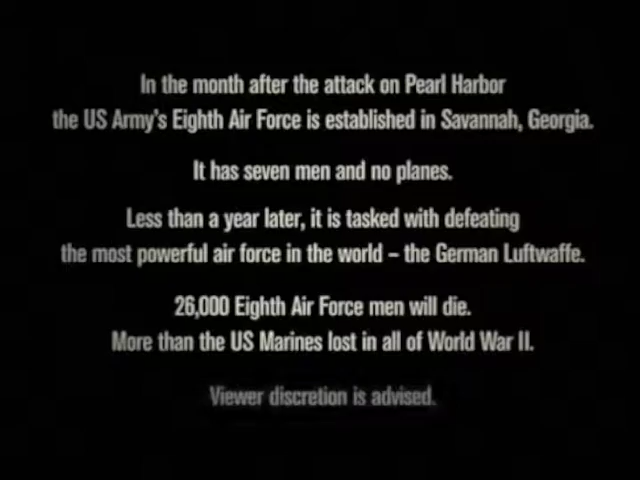 In the month after the attack on Pearl Harbor
the US Army's Eighth Air Force is established in Savannah, Georgia.
It has seven men and no planes.
Less than a year later, it is tasked with defeating
the most powerful air force in the world – the German Luftwaffe.
26,000 Eighth Air Force men will die.
More than the US Marines lost in all of World War II.
Viewer discretion is advised.